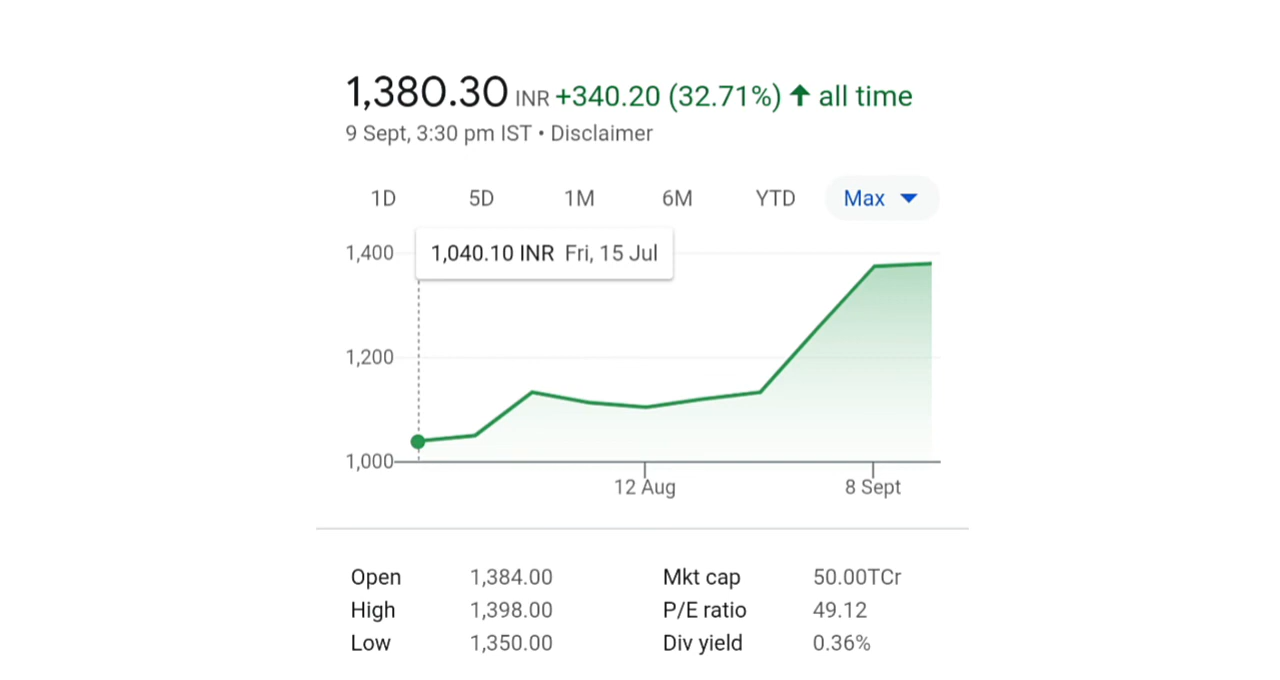 1,380.30 INR +340.20 (32.71%) ↑ all time
9 Sept, 3:30 pm IST • Disclaimer
1D 5D 1M 6M YTD Max
1,040.10 INR Fri, 15 Jul
1,400
1,200
1,000
12 Aug 8 Sept
Open 1,384.00 Mkt cap 50.00TCr
High 1,398.00 P/E ratio 49.12
Low 1,350.00 Div yield 0.36%